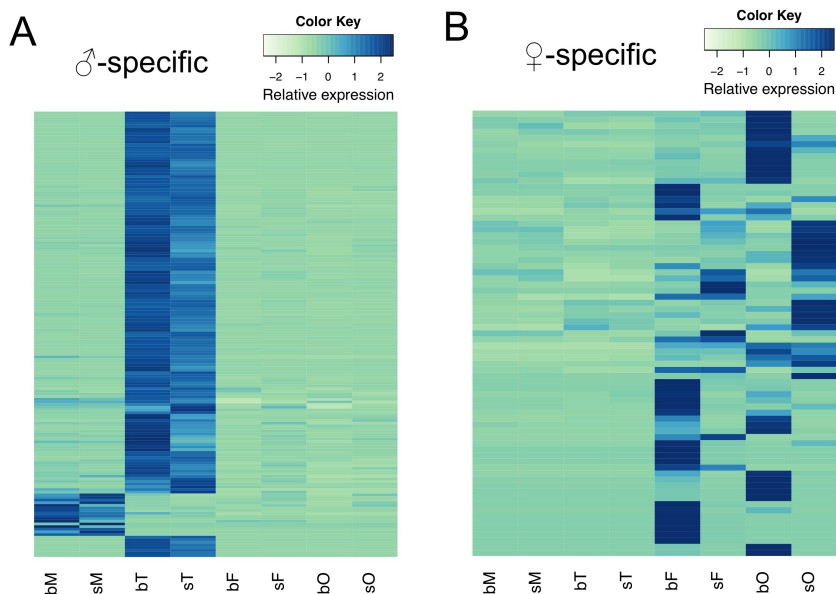 A
♂-specific
Color Key
−2 −1 0 1 2
Relative expression
bM sM bT sT bF sF bO sO
B
♀-specific
Color Key
−2 −1 0 1 2
Relative expression
bM sM bT sT bF sF bO sO